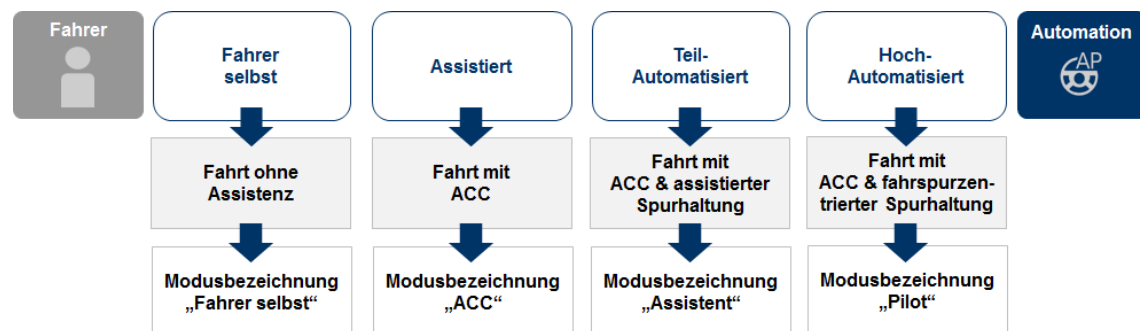 Fahrer
Fahrer
selbst
Assistiert
Teil-
Automatisiert
Hoch-
Automatisiert
Automation
AP
Fahrt ohne
Assistenz
Fahrt mit
ACC
Fahrt mit
ACC & assistierter
Spurhaltung
Fahrt mit
ACC & fahrspurzen-
trierter Spurhaltung
Modusbezeichnung
„Fahrer selbst“
Modusbezeichnung
„ACC“
Modusbezeichnung
„Assistent“
Modusbezeichnung
„Pilot“